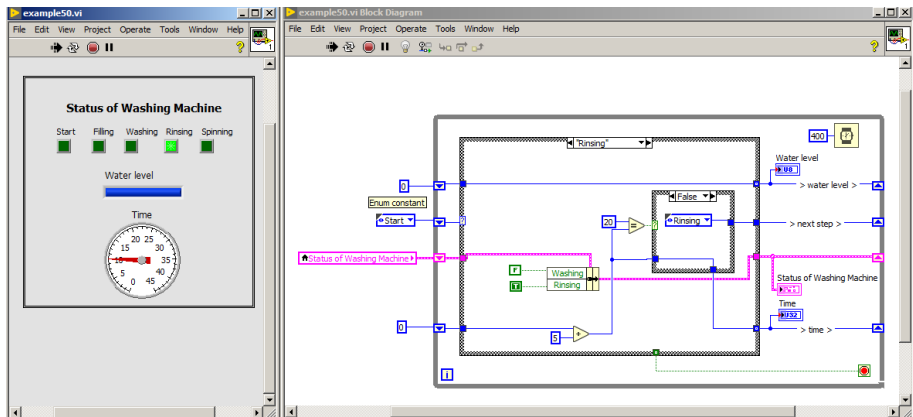 example50.vi
File Edit View Project Operate Tools Window Help
1
Status of Washing Machine
Start Filling Washing Rinsing Spinning
Water level
Time
0 5 10 15 20 25 30 35 40 45
example50.vi Block Diagram
File Edit View Project Operate Tools Window Help
1
400
"Rinsing"
Water level
U8
0
> water level >
Enum constant
False
Start
20
=
?
Rinsing
> next step >
Status of Washing Machine
F
Washing
T
Rinsing
Status of Washing Machine
Time
U32
0
5
+
> time >
i